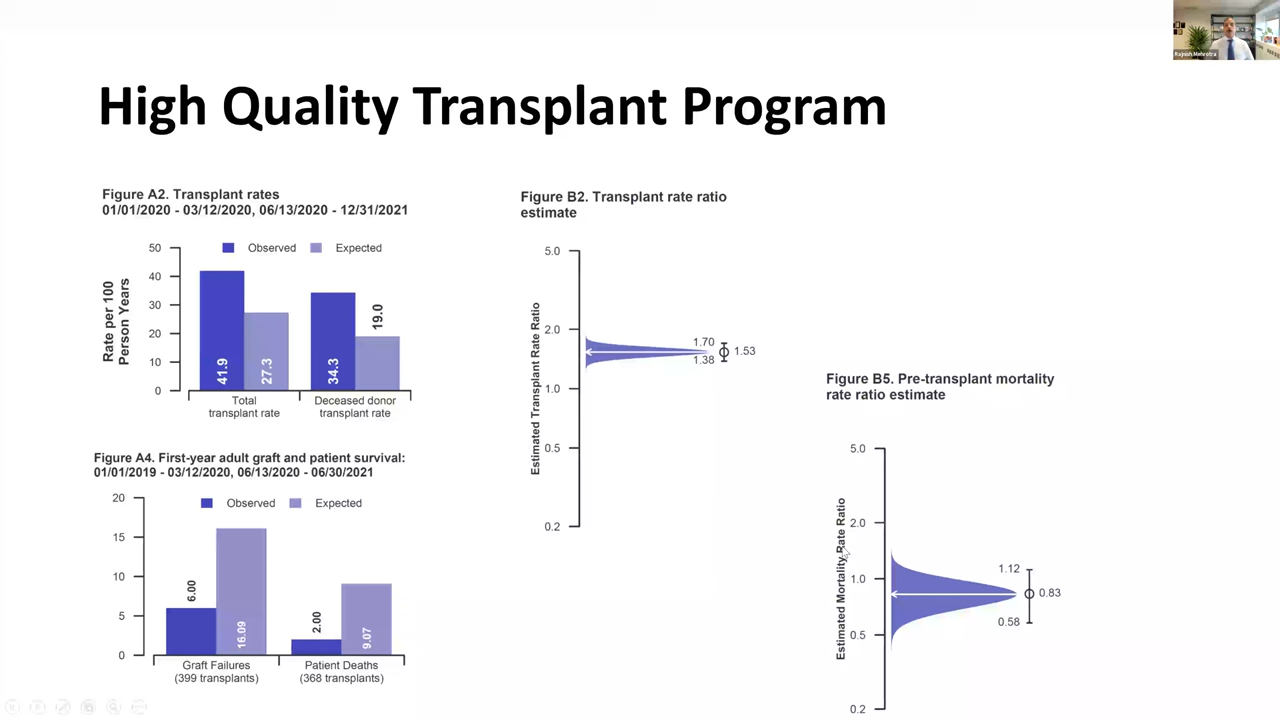 Rajnish Mehrotra
High Quality Transplant Program
Figure A2. Transplant rates
01/01/2020 - 03/12/2020, 06/13/2020 - 12/31/2021
Observed
Expected
Rate per 100
Person Years
50
40
30
20
10
0
41.9
27.3
34.3
19.0
Total
transplant rate
Deceased donor
transplant rate
Figure A4. First-year adult graft and patient survival:
01/01/2019 - 03/12/2020, 06/13/2020 - 06/30/2021
Observed
Expected
20
15
10
5
0
6.00
16.09
2.00
9.07
Graft Failures
(399 transplants)
Patient Deaths
(368 transplants)
Figure B2. Transplant rate ratio
estimate
Estimated Transplant Rate Ratio
5.0
2.0
1.0
0.5
0.2
1.70
1.38
1.53
Figure B5. Pre-transplant mortality
rate ratio estimate
Estimated Mortality Rate Ratio
5.0
2.0
1.0
0.5
0.2
1.12
0.83
0.58